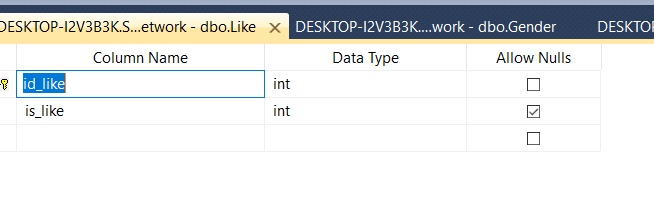 DESKTOP-I2V3B3K.S...etwork - dbo.Like DESKTOP-I2V3B3K....work - dbo.Gender DESKTO
Column Name Data Type Allow Nulls
id_like int
is_like int